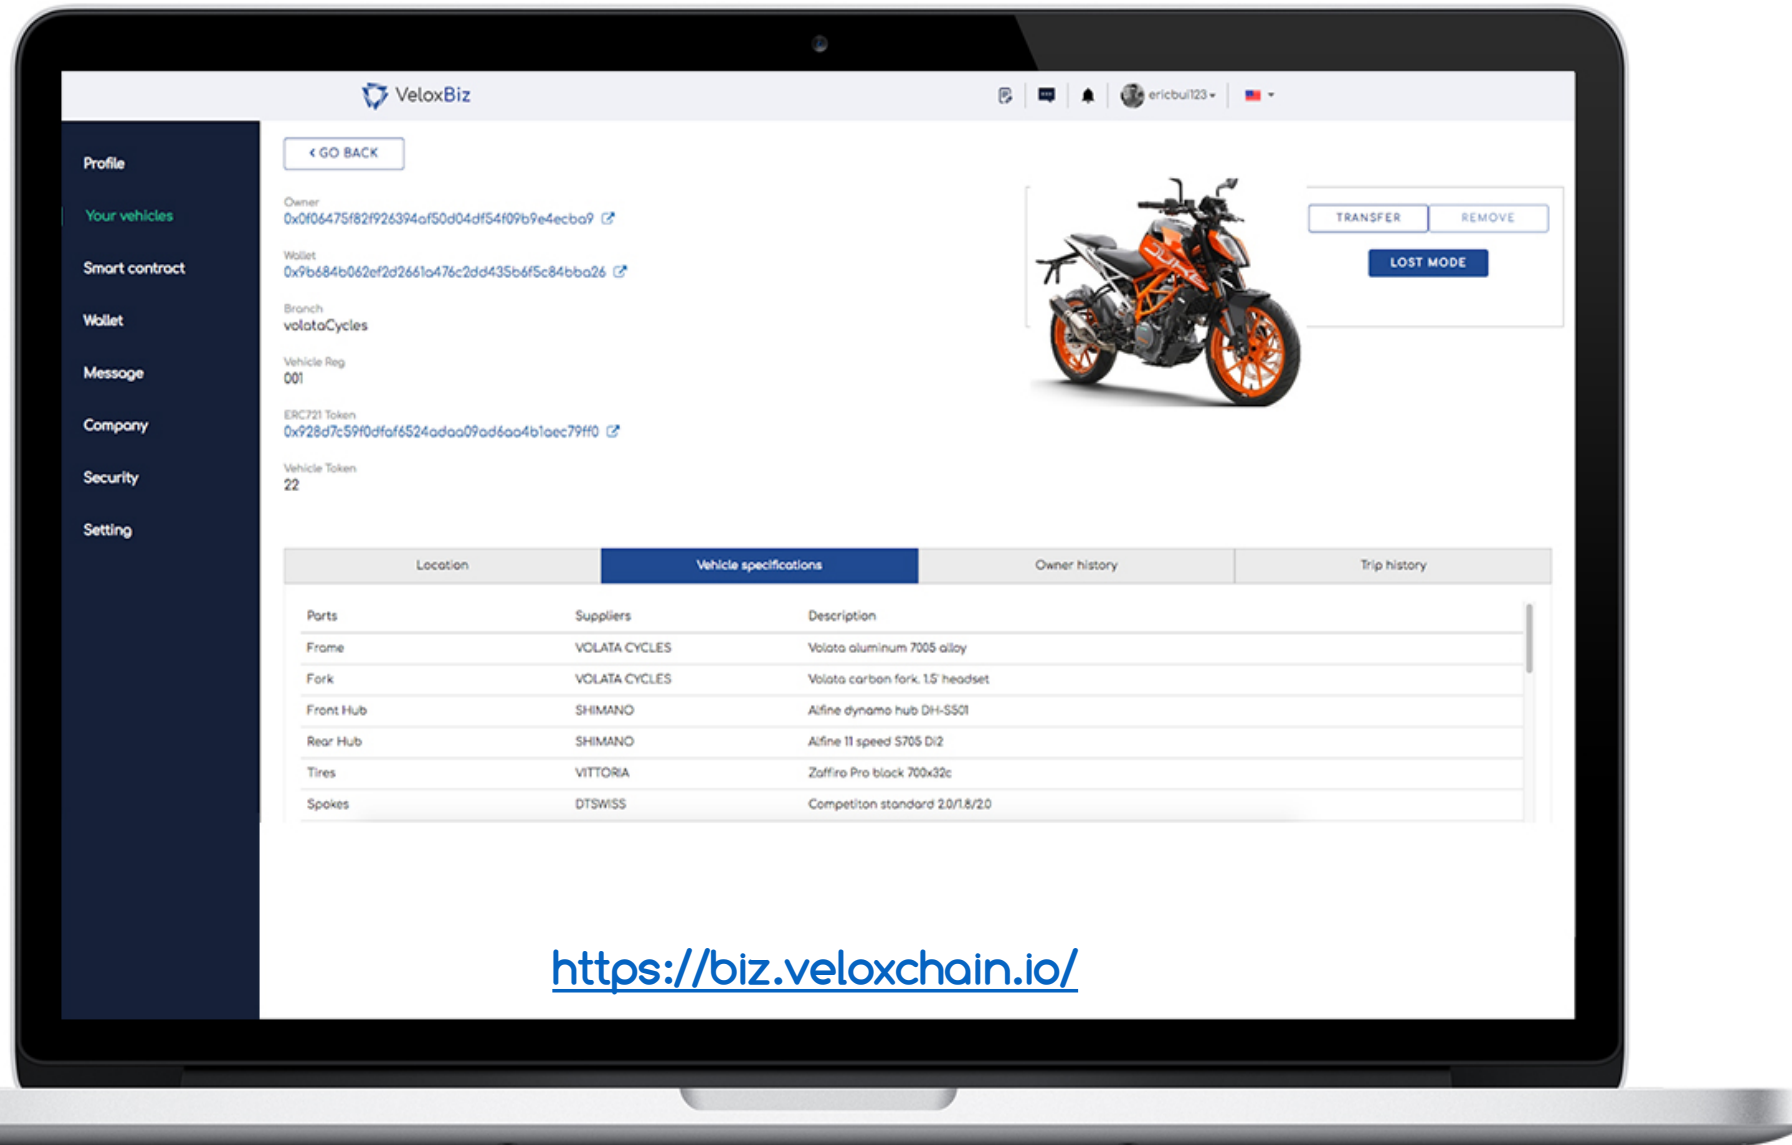 VeloxBiz
ericbui123
Profile
Your vehicles
Smart contract
Wallet
Message
Company
Security
Setting
GO BACK
Owner
0x0f06475f82f926394af50d04df54f09b9e4ecba9
Wallet
0x9b684b062ef2d2661a476c2dd435b6f5c84bba26
Branch
volataCycles
Vehicle Reg
001
ERC721 Token
0x928d7c59f0dfaf6524adaa09ad6aa4b1aec79ff0
Vehicle Token
22
DUKE
TRANSFER REMOVE
LOST MODE
Location Vehicle specifications Owner history Trip history
Parts Suppliers Description
Frame VOLATA CYCLES Volata aluminum 7005 alloy
Fork VOLATA CYCLES Volata carbon fork. 1.5' headset
Front Hub SHIMANO Alfine dynamo hub DH-S501
Rear Hub SHIMANO Alfine 11 speed S705 Di2
Tires VITTORIA Zaffiro Pro black 700x32c
Spokes DTSWISS Competiton standard 2.0/1.8/2.0
https://biz.veloxchain.io/